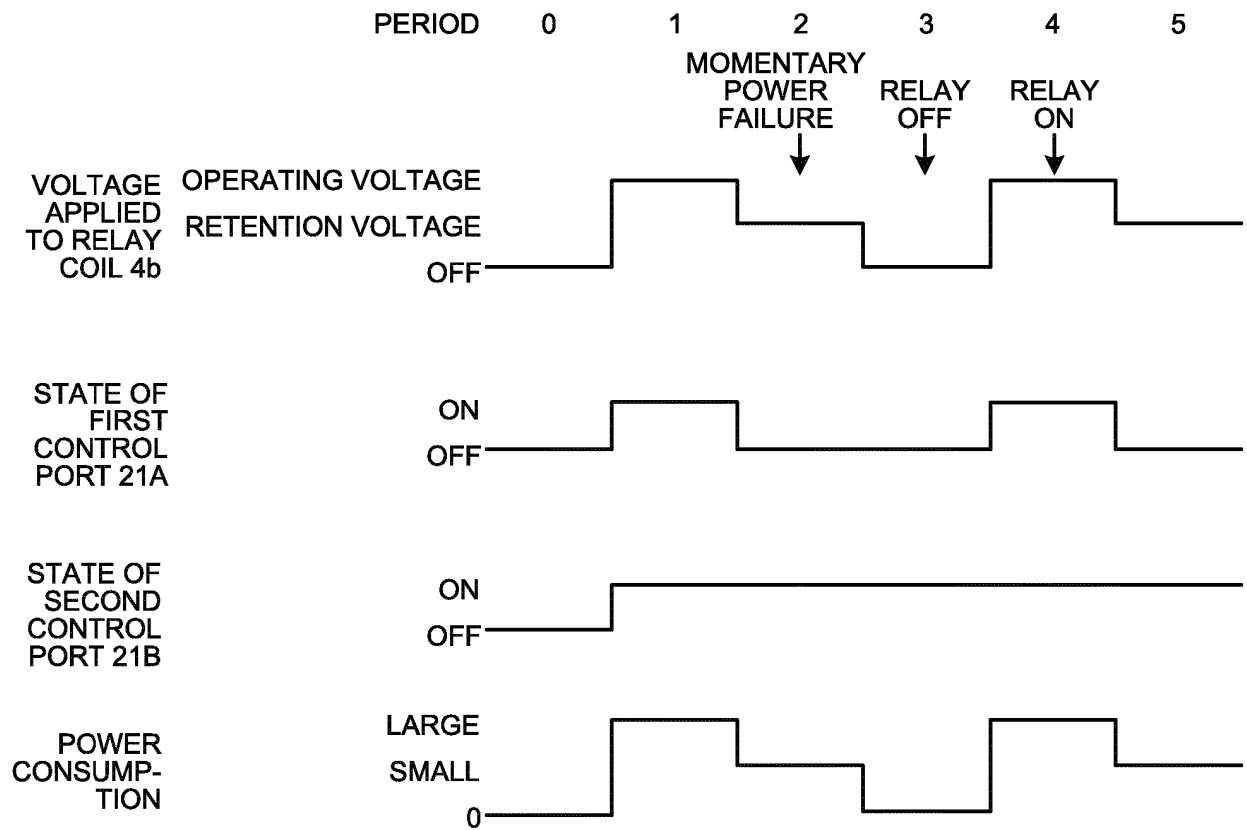 PERIOD 0 1 2 3 4 5
MOMENTARY
POWER
FAILURE
RELAY
OFF
RELAY
ON
VOLTAGE
APPLIED
TO RELAY
COIL 4b
OPERATING VOLTAGE
RETENTION VOLTAGE
OFF
STATE OF
FIRST
CONTROL
PORT 21A
ON
OFF
STATE OF
SECOND
CONTROL
PORT 21B
ON
OFF
POWER
CONSUMP-
TION
LARGE
SMALL
0